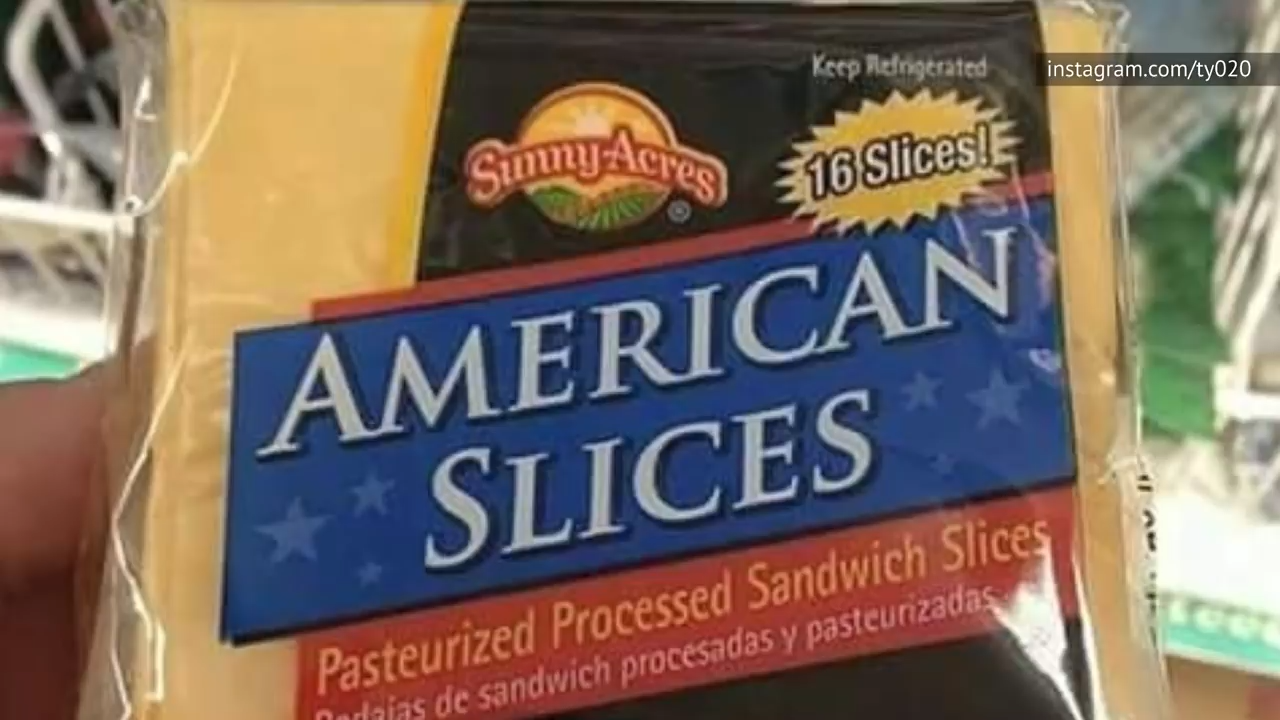 instagram.com/ty020
Keep Refrigerated
Sunny Acres
®
16 Slices!
AMERICAN
SLICES
Pasteurized Processed Sandwich Slices
Rodajas de sandwich procesadas y pasteurizadas